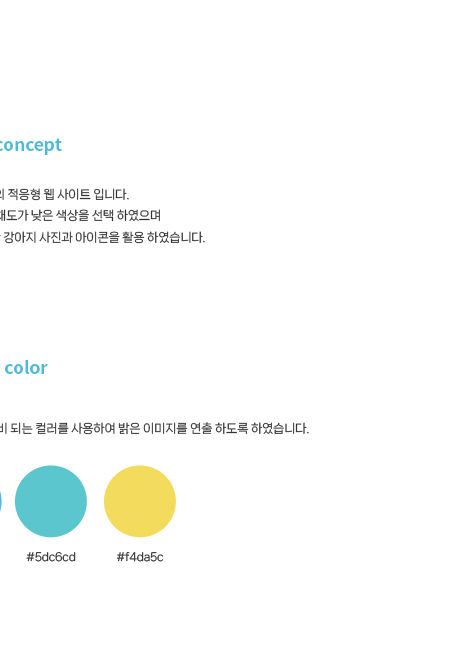 concept
적응형 웹 사이트 입니다.
채도가 낮은 색상을 선택 하였으며
강아지 사진과 아이콘을 활용 하였습니다.
color
되는 컬러를 사용하여 밝은 이미지를 연출 하도록 하였습니다.
#5dc6cd
#f4da5c